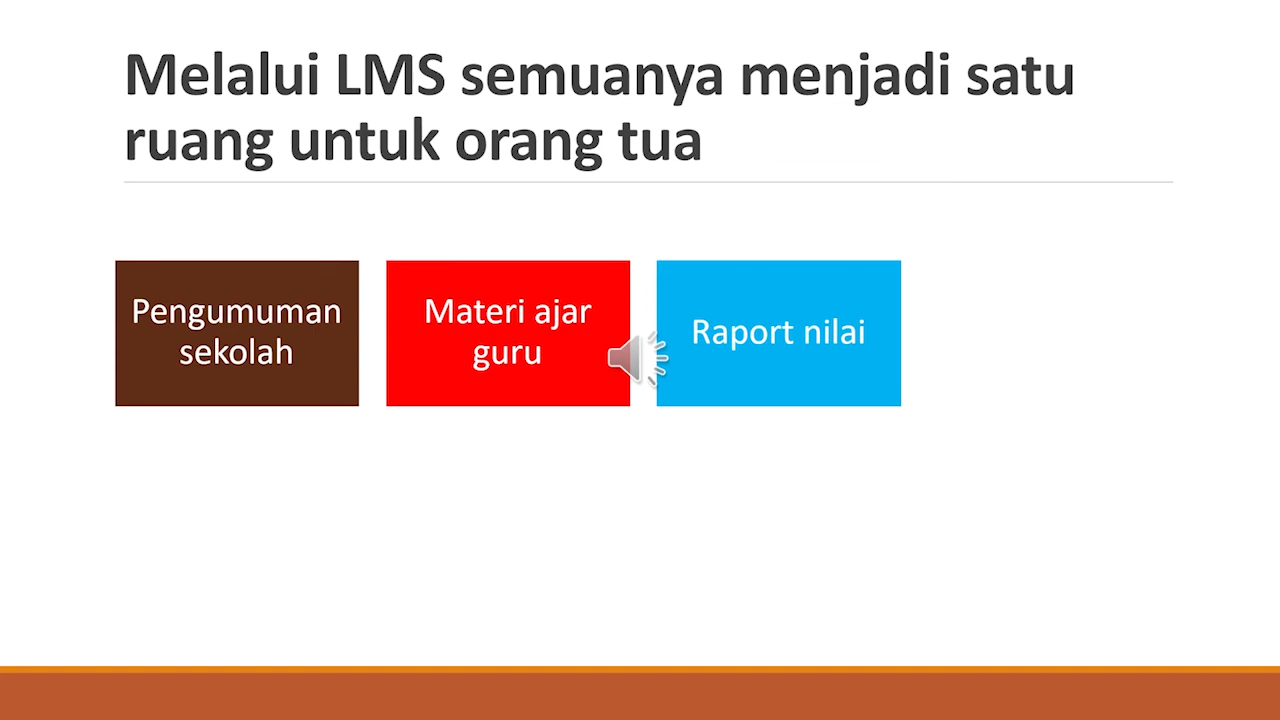 Melalui LMS semuanya menjadi satu
ruang untuk orang tua
Pengumuman
sekolah
Materi ajar
guru
Raport nilai